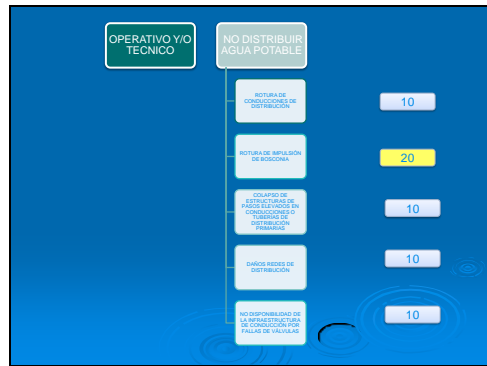 OPERATIVO Y/O
TECNICO
NO DISTRIBUIR
AGUA POTABLE
ROTURA DE
CONDUCCIONES DE
DISTRIBUCIÓN
10
ROTURA DE IMPULSIÓN
DE BOSCONIA
20
COLAPSO DE
ESTRUCTURAS DE
PASOS ELEVADOS EN
CONDUCCIONES O
TUBERÍAS DE
DISTRIBUCIÓN
PRIMARIAS
10
DAÑOS REDES DE
DISTRIBUCIÓN
10
NO DISPONIBILIDAD DE
LA INFRAESTRUCTURA
DE CONDUCCIÓN POR
FALLAS DE VÁLVULAS
10